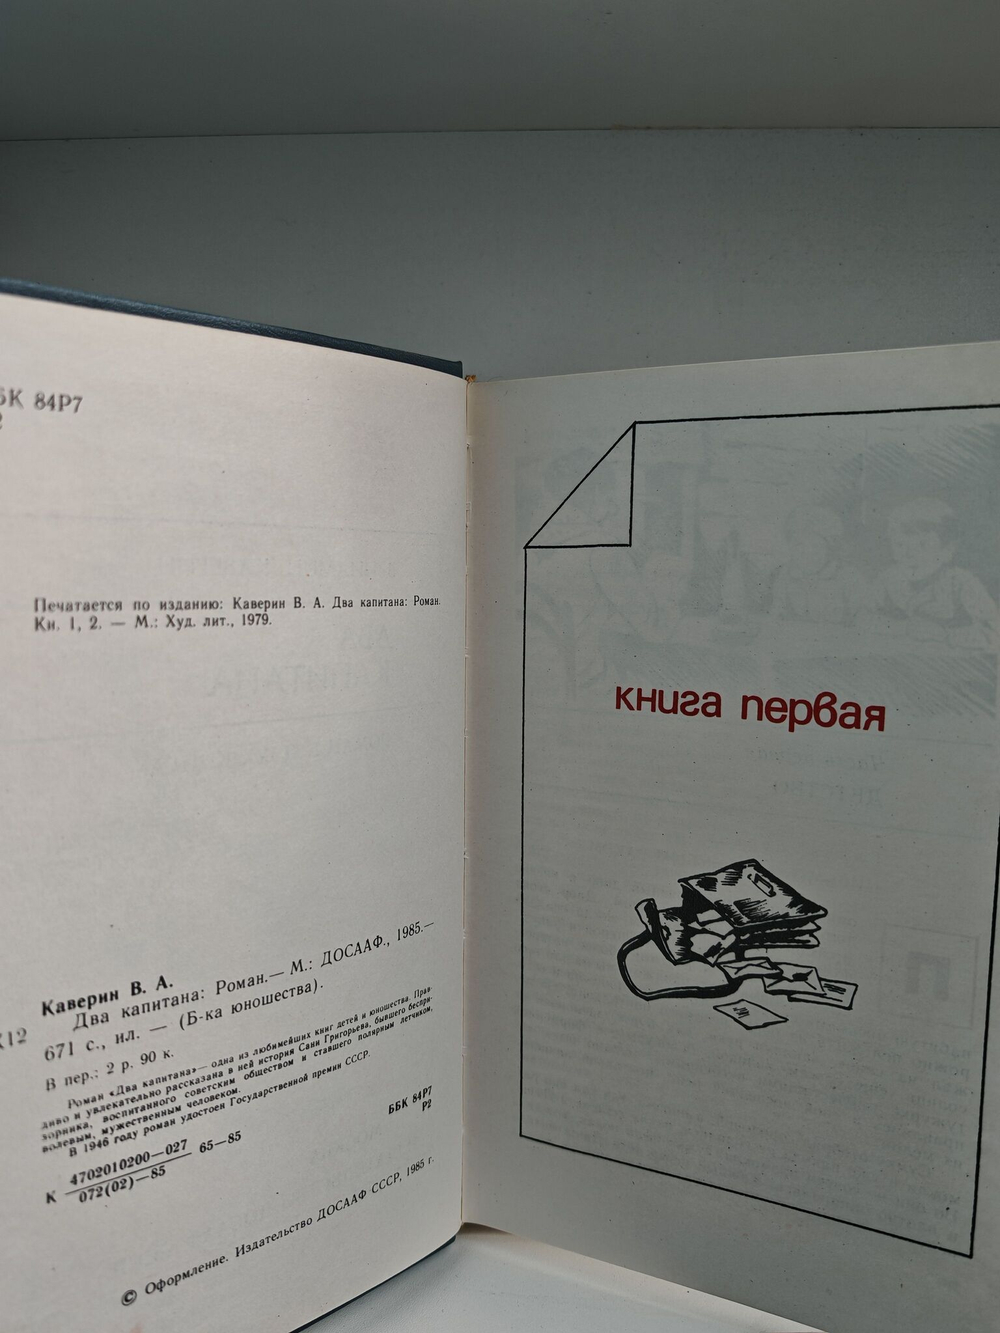 ББК 84Р7
Р2
Печатается по изданию: Каверин В. А. Два капитана: Роман.
Кн. 1, 2. — М.: Худ. лит., 1979.
Каверин В. А.
К12 Два капитана: Роман.— М.: ДОСААФ., 1985.—
671 с., ил. — (Б-ка юношества).
В пер.: 2 р. 90 к.
Роман «Два капитана»— одна из любимейших книг детей и юношества. Прав-
диво и увлекательно рассказана в ней история Сани Григорьева, бывшего беспри-
зорника, воспитанного советским обществом и ставшего полярным летчиком,
волевым, мужественным человеком.
В 1946 году роман удостоен Государственной премии СССР.
К 4702010200—027 65—85
072(02)—85
ББК 84Р7
Р2
© Оформление. Издательство ДОСААФ СССР, 1985 г.
книга первая